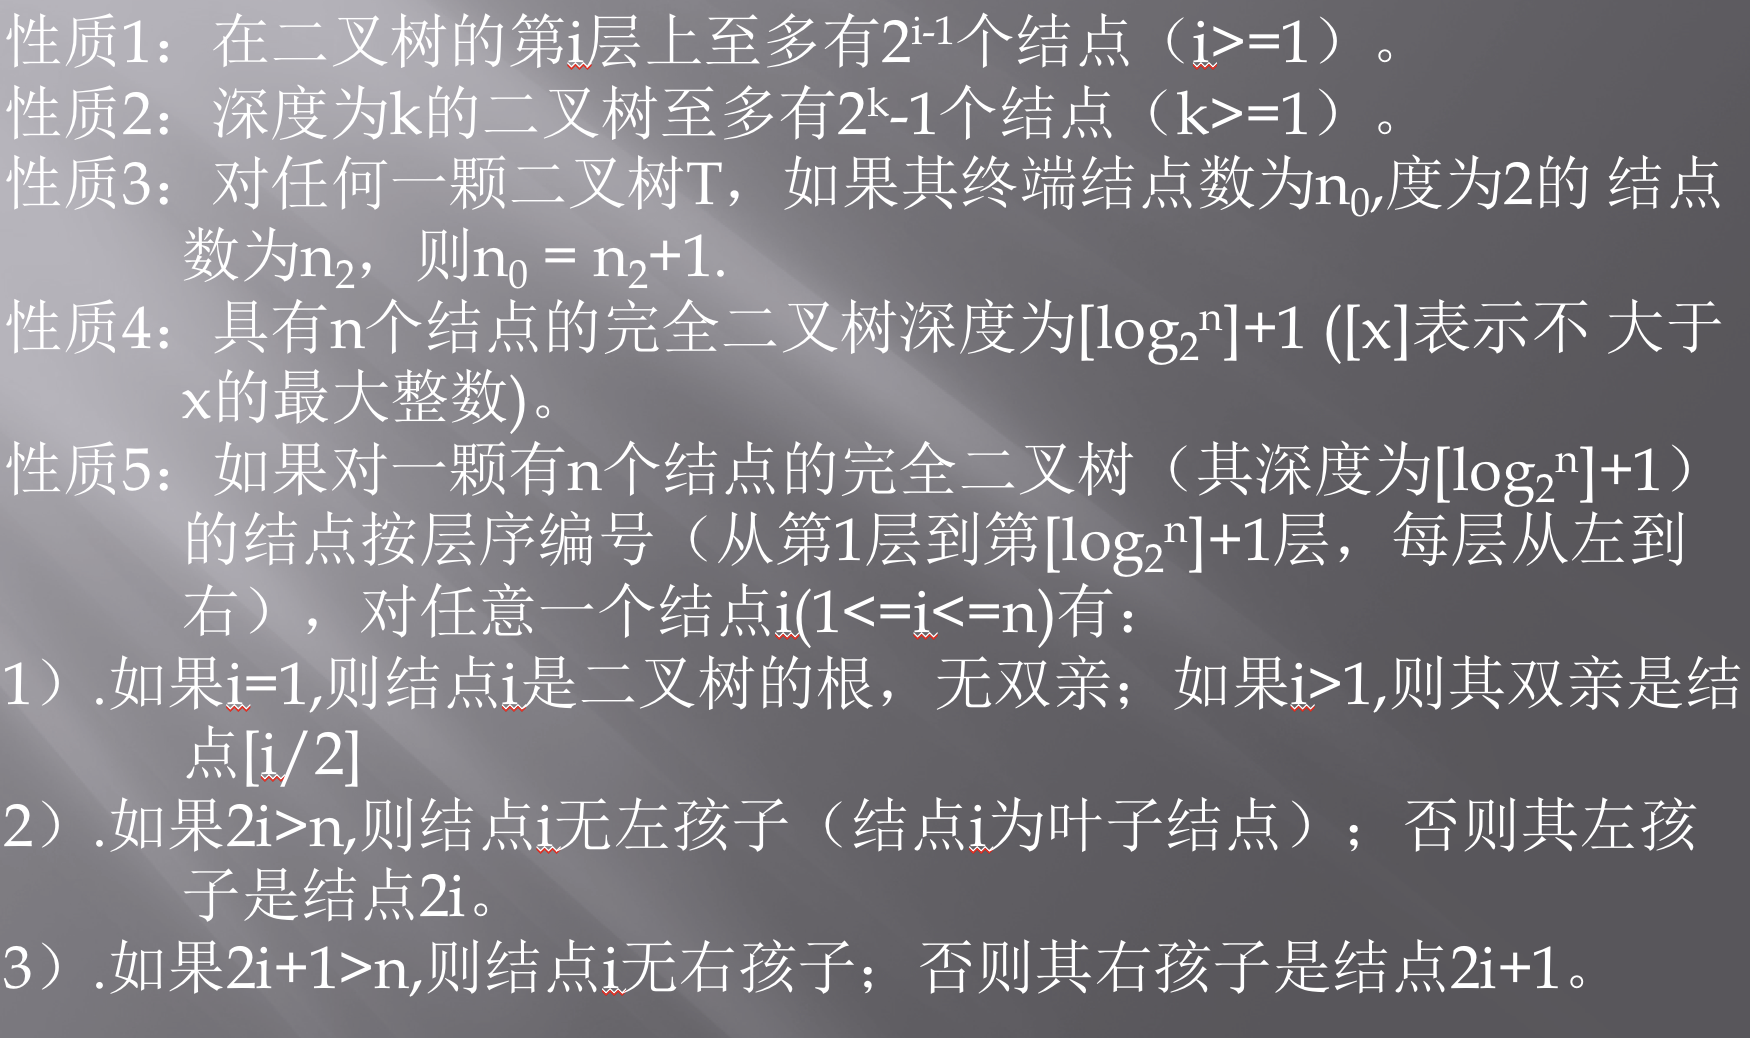 性质1：在二叉树的第i层上至多有2^{i-1}个结点（i>=1）。
性质2：深度为k的二叉树至多有2^k-1个结点（k>=1）。
性质3：对任何一颗二叉树T，如果其终端结点数为n₀,度为2的 结点
数为n₂， 则n₀ = n₂+1.
性质4：具有n个结点的完全二叉树深度为[log₂ⁿ]+1 ([x]表示不 大于
x的最大整数)。
性质5：如果对一颗有n个结点的完全二叉树（其深度为[log₂ⁿ]+1）
的结点按层序编号（从第1层到第[log₂ⁿ]+1层，每层从左到
右），对任意一个结点i(1<=i<=n)有：
1）.如果i=1,则结点i是二叉树的根，无双亲；如果i>1,则其双亲是结
点[i/2]
2）.如果2i>n,则结点i无左孩子（结点i为叶子结点）；否则其左孩
子是结点2i。
3）.如果2i+1>n,则结点i无右孩子；否则其右孩子是结点2i+1。